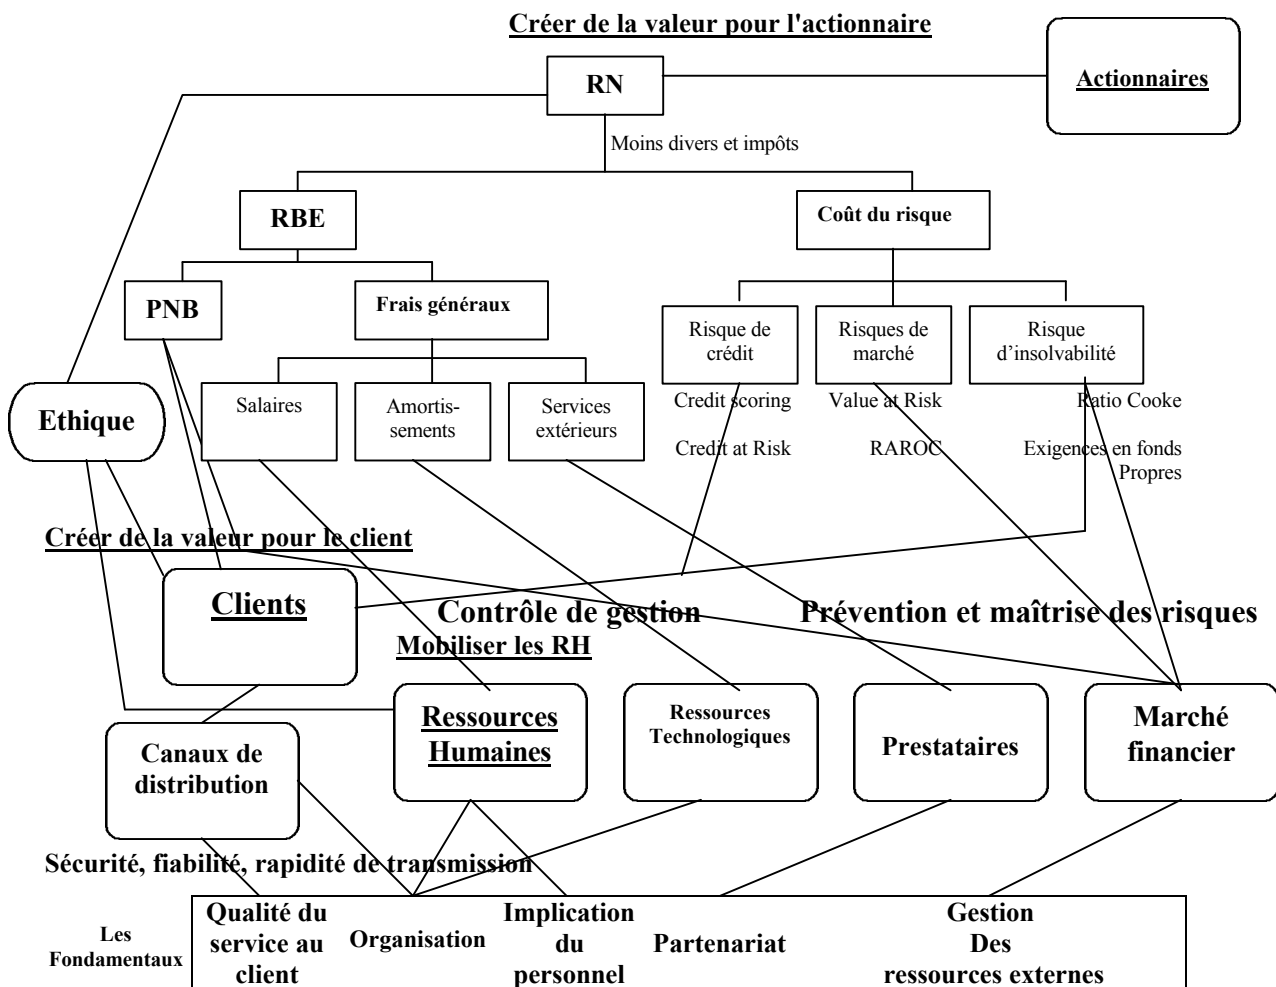 Créer de la valeur pour l'actionnaire
RN
Actionnaires
Moins divers et impôts
RBE
Coût du risque
PNB
Frais généraux
Risque de
crédit
Risques de
marché
Risque
d’insolvabilité
Ethique
Salaires
Amortis-
sements
Services
extérieurs
Credit scoring
Value at Risk
Ratio Cooke
Credit at Risk
RAROC
Exigences en fonds
Propres
Créer de la valeur pour le client
Clients
Contrôle de gestion
Prévention et maîtrise des risques
Mobiliser les RH
Canaux de
distribution
Ressources
Humaines
Ressources
Technologiques
Prestataires
Marché
financier
Sécurité, fiabilité, rapidité de transmission
Les
Fondamentaux
Qualité du
service au
client
Organisation
Implication
du
personnel
Partenariat
Gestion
Des
ressources externes